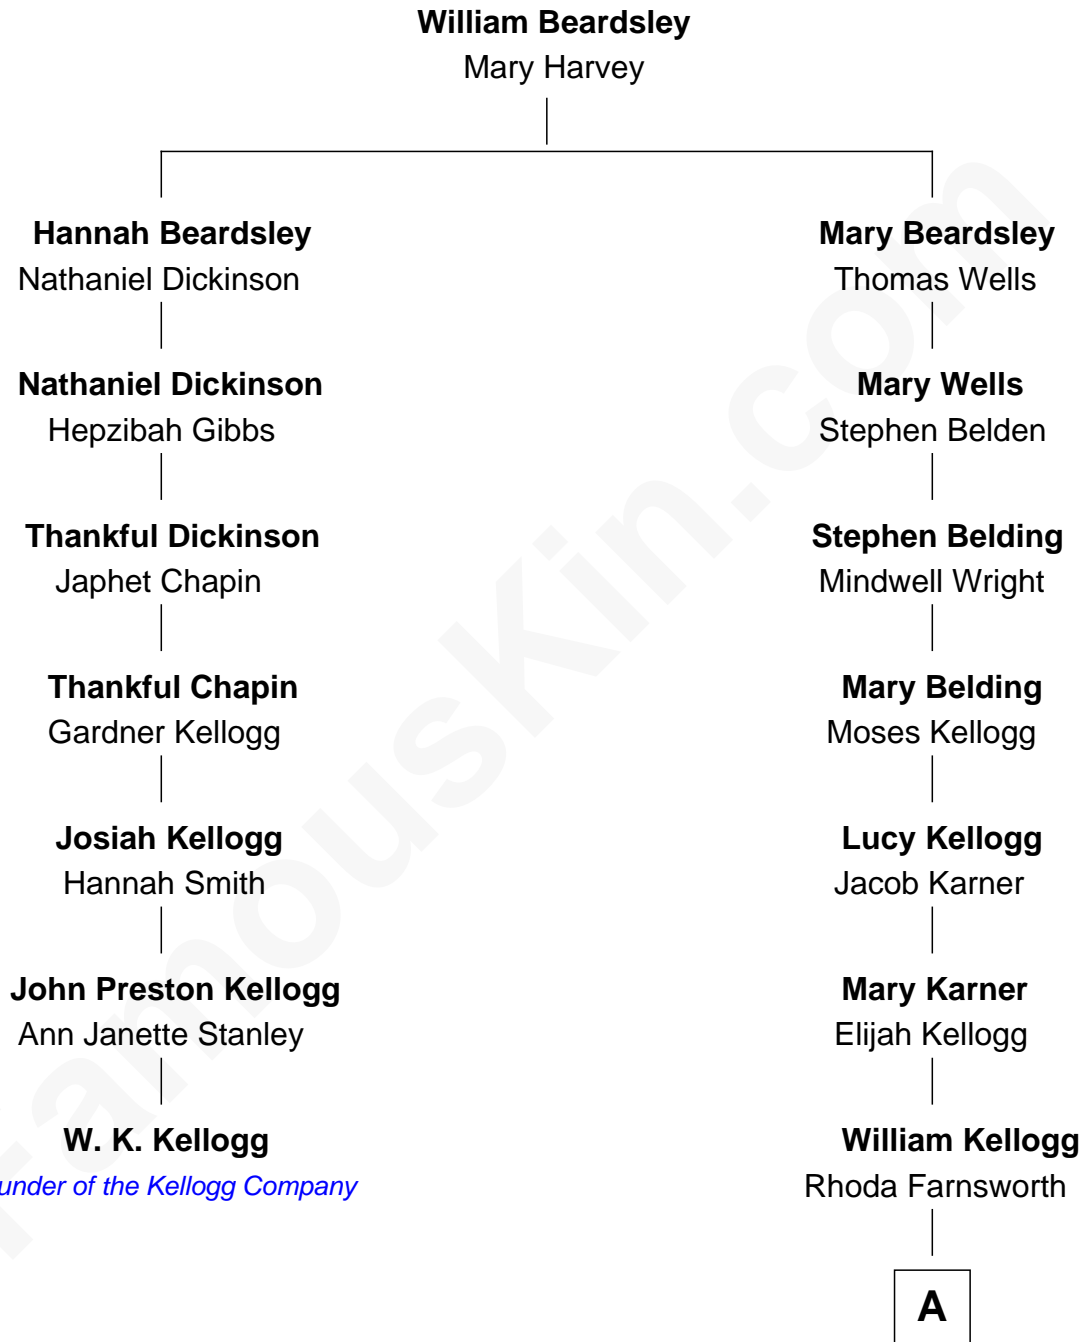 William Beardsley
Mary Harvey
Hannah Beardsley
Nathaniel Dickinson
Nathaniel Dickinson
Hepzibah Gibbs
Thankful Dickinson
Japhet Chapin
Thankful Chapin
Gardner Kellogg
Josiah Kellogg
Hannah Smith
John Preston Kellogg
Ann Janette Stanley
W. K. Kellogg
under of the Kellogg Company
Mary Beardsley
Thomas Wells
Mary Wells
Stephen Belden
Stephen Belding
Mindwell Wright
Mary Belding
Moses Kellogg
Lucy Kellogg
Jacob Karner
Mary Karner
Elijah Kellogg
William Kellogg
Rhoda Farnsworth
A
FamousKin.com